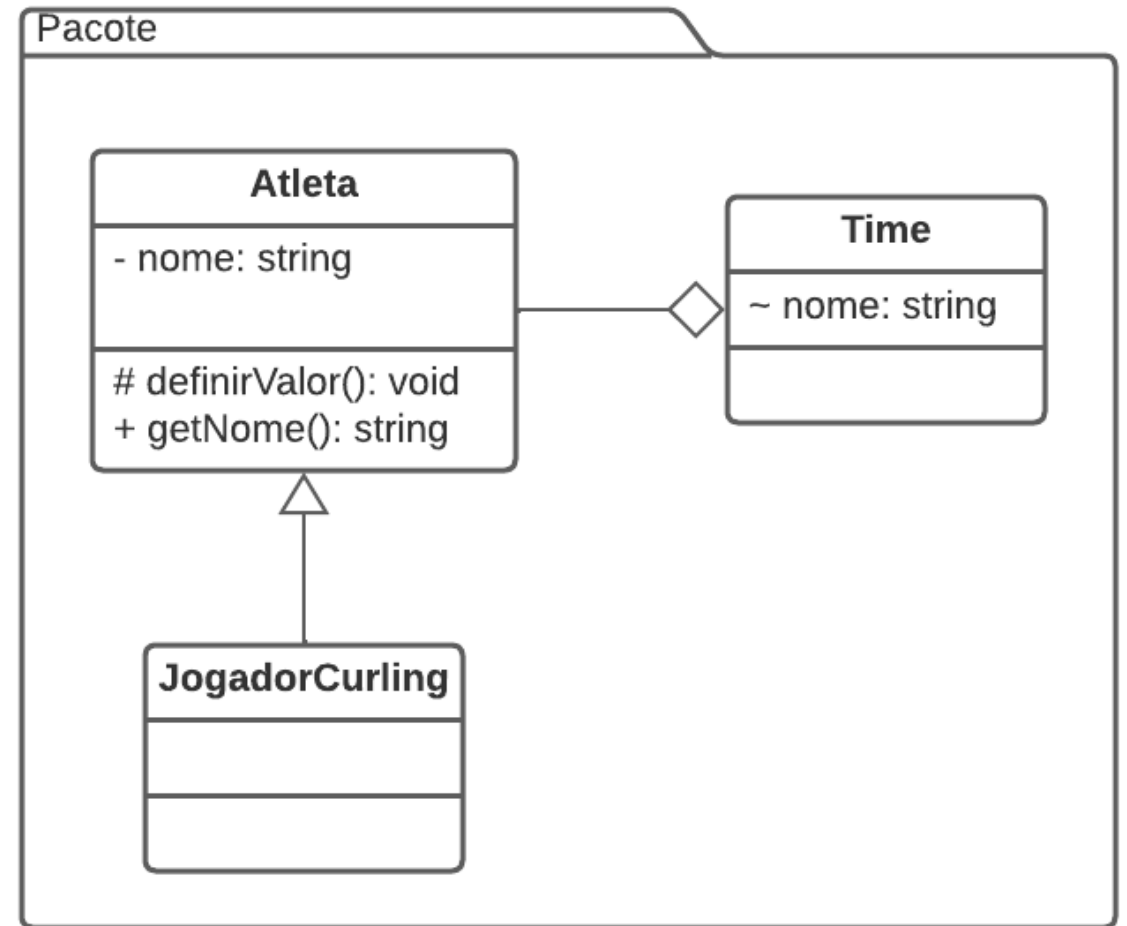 Pacote
Atleta
- nome: string
# definirValor(): void
+ getNome(): string
Time
~ nome: string
JogadorCurling